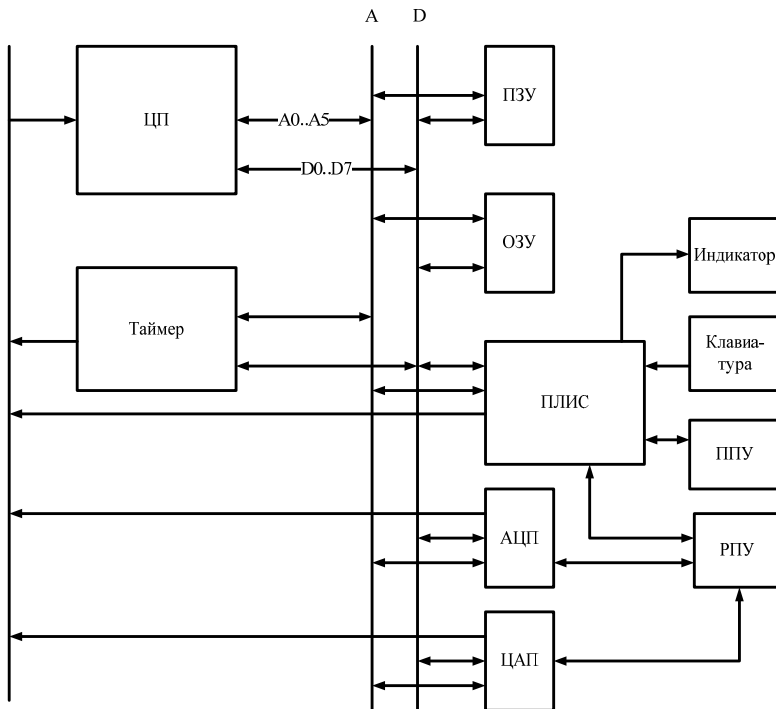 A D
ПЗУ
ЦП
A0..A5
D0..D7
ОЗУ
Индикатор
Таймер
Клавиа-
тура
ПЛИС
ППУ
АЦП
РПУ
ЦАП